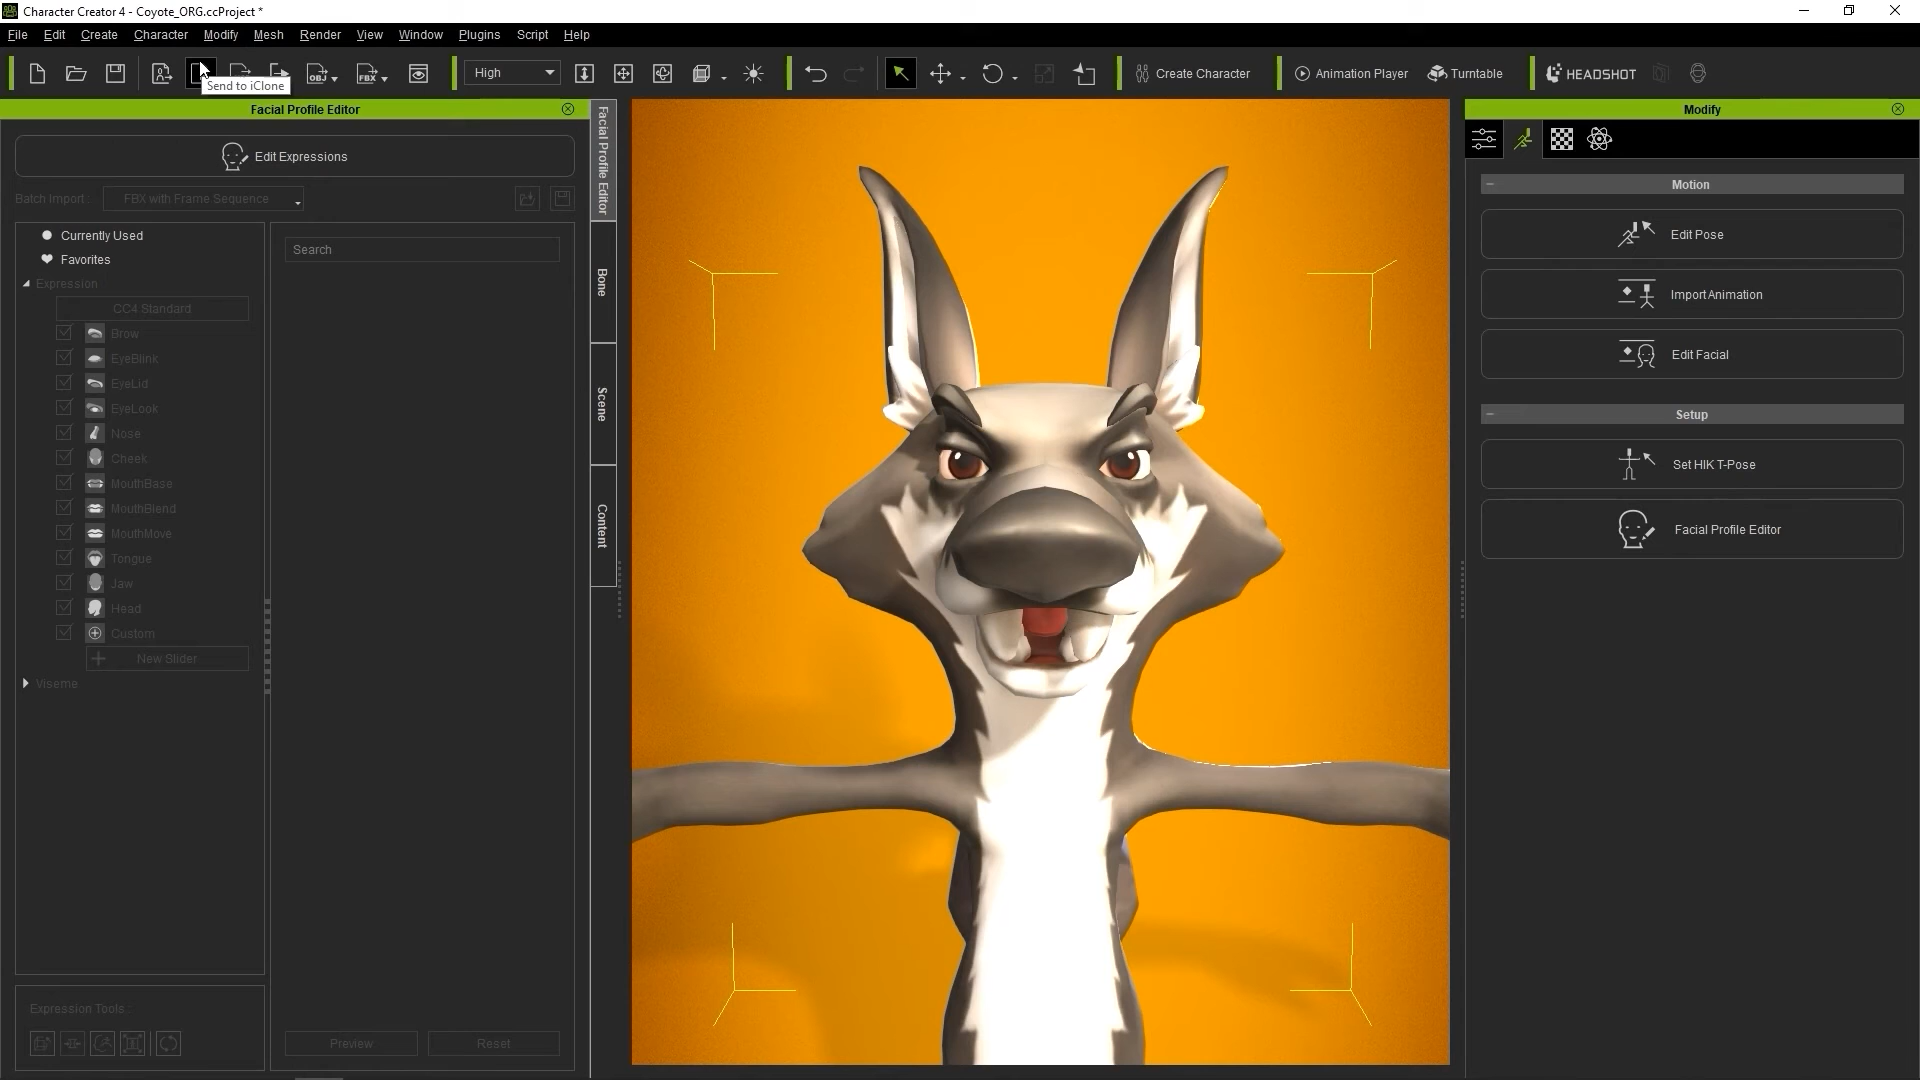 Character Creator 4 - Coyote_ORG.ccProject *
File Edit Create Character Modify Mesh Render View Window Plugins Script Help
OBJ FBX High Create Character Animation Player Turntable HEADSHOT
Send to iClone
Facial Profile Editor
Edit Expressions
Batch Import : FBX with Frame Sequence
Currently Used
Favorites
Expression
CC4 Standard
Brow
EyeBlink
EyeLid
EyeLook
Nose
Cheek
MouthBase
MouthBlend
MouthMove
Tongue
Jaw
Head
Custom
New Slider
Viseme
Expression Tools :
Search
Preview Reset
Facial Profile Editor
Bone
Scene
Content
Modify
Motion
Edit Pose
Import Animation
Edit Facial
Setup
Set HIK T-Pose
Facial Profile Editor